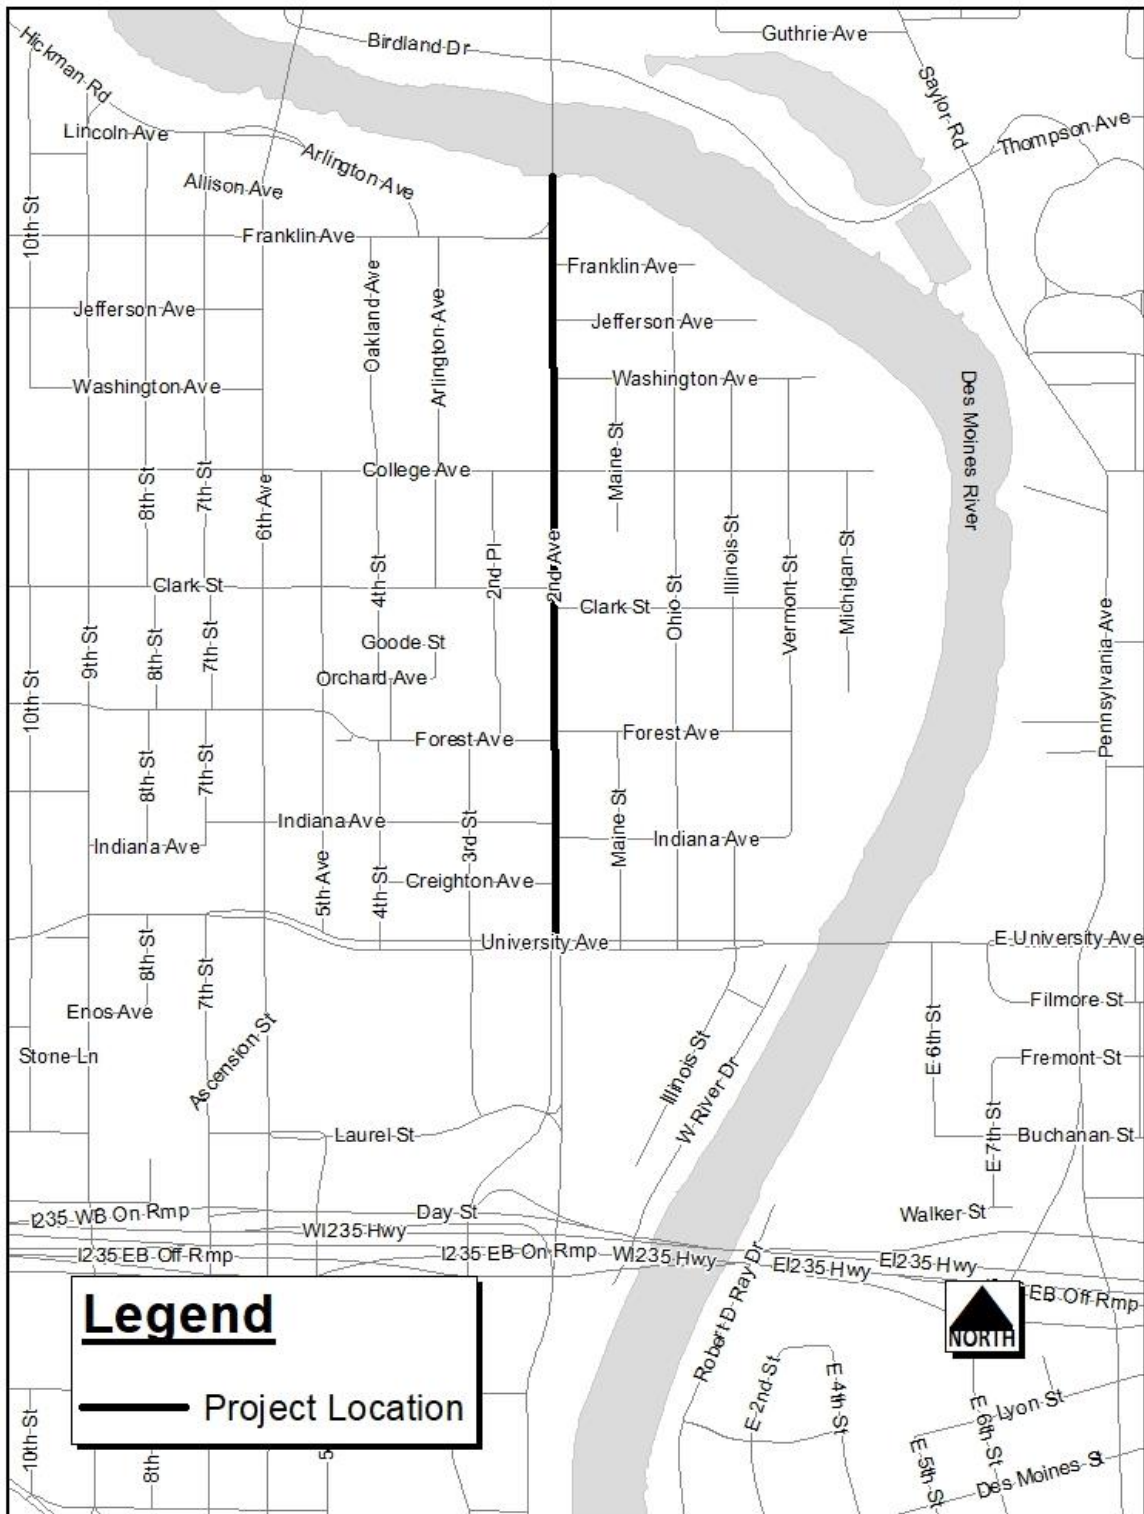 Hickman Rd
Birdland Dr
Guthrie Ave
Saylor Rd
Thompson Ave
Lincoln Ave
Arlington Ave
Allison Ave
10th St
Franklin Ave
Franklin Ave
Oakland Ave
Arlington Ave
Jefferson Ave
Jefferson Ave
Washington Ave
Washington Ave
Des Moines River
Maine St
College Ave
8th St
7th St
6th Ave
2nd Pl
2nd Ave
4th St
Illinois St
Vermont St
Michigan St
Ohio St
Clark St
Clark St
9th St
8th St
7th St
Goode St
Orchard Ave
Pennsylvania Ave
10th St
Forest Ave
Forest Ave
8th St
7th St
Indiana Ave
3rd St
Maine St
Indiana Ave
Indiana Ave
5th Ave
4th St
Creighton Ave
University Ave
E University Ave
8th St
7th St
Enos Ave
Filmore St
Stone Ln
Ascension St
Illinois St
W River Dr
E 6th St
Fremont St
Laurel St
E 7th St
Buchanan St
I235 WB On Rmp
Day St
Walker St
WI235 Hwy
I235 EB Off Rmp
I235 EB On Rmp
WI235 Hwy
EI235 Hwy
EI235 Hwy
EB Off Rmp
Robert D Ray Dr
NORTH
Legend
Project Location
E 2nd St
E 4th St
E 6th St
Lyon St
10th St
8th
5
E 5th St
Des Moines St